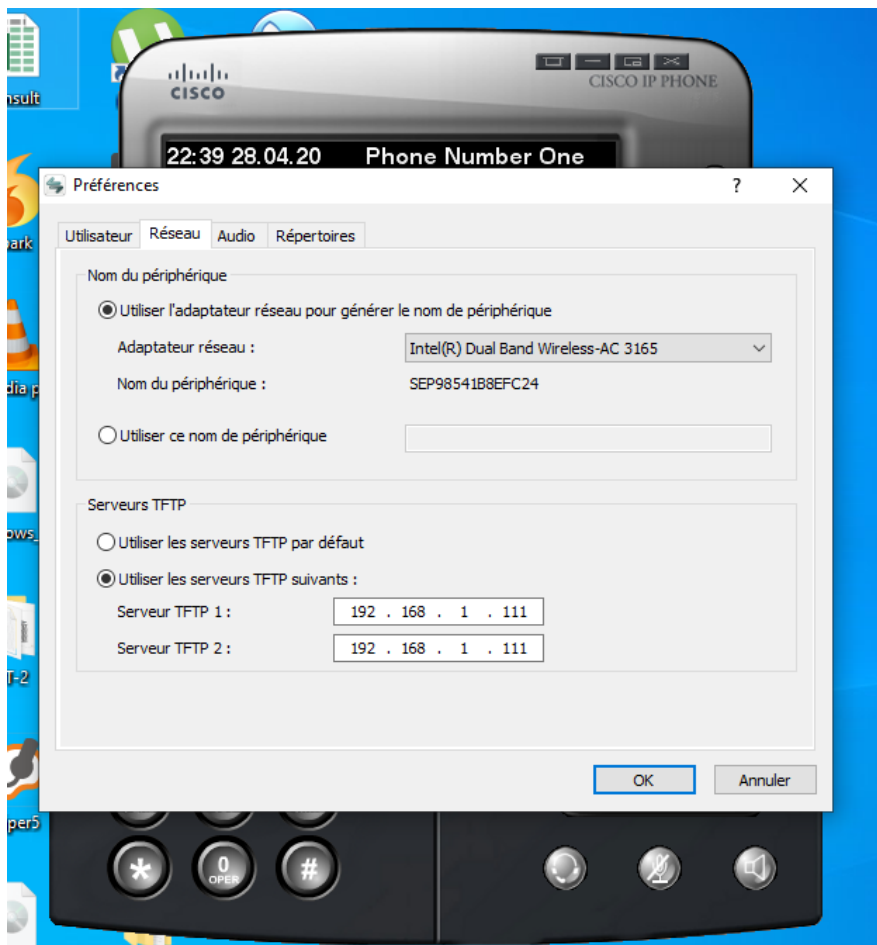 nsult
CISCO
CISCO IP PHONE
22:39 28.04.20 Phone Number One
Préférences
?
Utilisateur Réseau Audio Répertoires
Nom du périphérique
Utiliser l'adaptateur réseau pour générer le nom de périphérique
Adaptateur réseau : Intel(R) Dual Band Wireless-AC 3165
Nom du périphérique : SEP98541B8EFC24
Utiliser ce nom de périphérique
Serveurs TFTP
Utiliser les serveurs TFTP par défaut
Utiliser les serveurs TFTP suivants :
Serveur TFTP 1 : 192 . 168 . 1 . 111
Serveur TFTP 2 : 192 . 168 . 1 . 111
OK Annuler
ark
dia p
ows_
T-2
per5
* 0 #
OPER